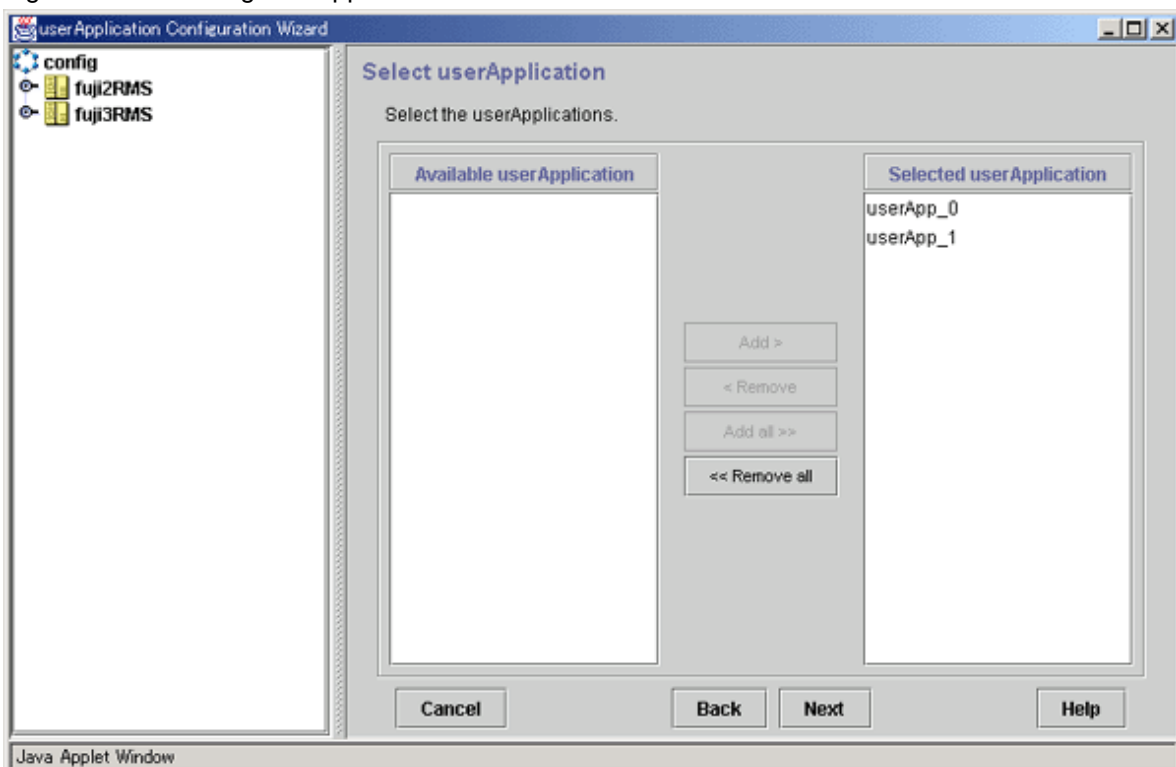 userApplication Configuration Wizard
config
fuji2RMS
fuji3RMS
Select userApplication
Select the userApplications.
Available userApplication
Selected userApplication
userApp_0
userApp_1
Add >
< Remove
Add all >>
<< Remove all
Cancel
Back
Next
Help
Java Applet Window